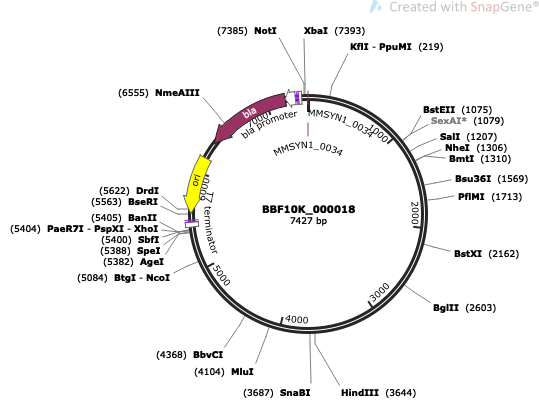 Created with SnapGene®
(7385) NotI
XbaI (7393)
KflI - PpuMI (219)
(6555) NmeAIII
bla
bla promoter
7000
MMSYN1_0034
1000
MMSYN1_0034
BstEII (1075)
SexAI* (1079)
SalI (1207)
NheI (1306)
BmtI (1310)
Bsu36I (1569)
PflMI (1713)
ori
6000
T7 terminator
(5622) DrdI
(5563) BseRI
(5405) BanII
(5404) PaeR7I - PspXI - XhoI
(5400) SbfI
(5388) SpeI
(5382) AgeI
(5084) BtgI - NcoI
BBF10K_000018
7427 bp
2000
BstXI (2162)
5000
3000
BglII (2603)
4000
(4368) BbvCI
(4104) MluI
(3687) SnaBI
HindIII (3644)